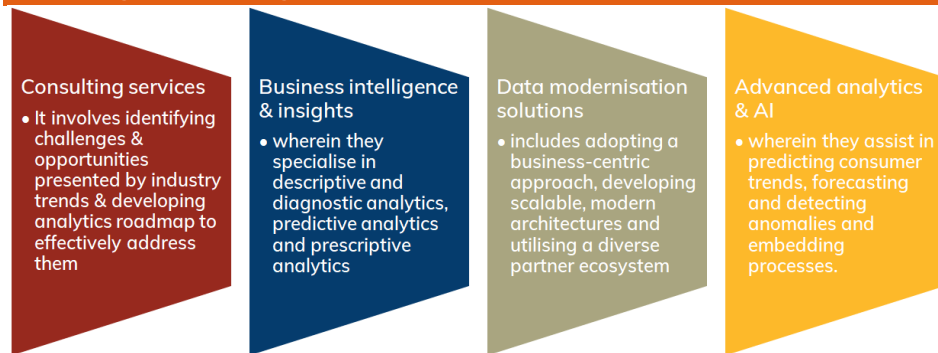 Consulting services
• It involves identifying
challenges &
opportunities
presented by industry
trends & developing
analytics roadmap to
effectively address
them
Business intelligence
& insights
• wherein they
specialise in
descriptive and
diagnostic analytics,
predictive analytics
and prescriptive
analytics
Data modernisation
solutions
• includes adopting a
business-centric
approach, developing
scalable, modern
architectures and
utilising a diverse
partner ecosystem
Advanced analytics
& AI
• wherein they assist in
predicting consumer
trends, forecasting
and detecting
anomalies and
embedding
processes.